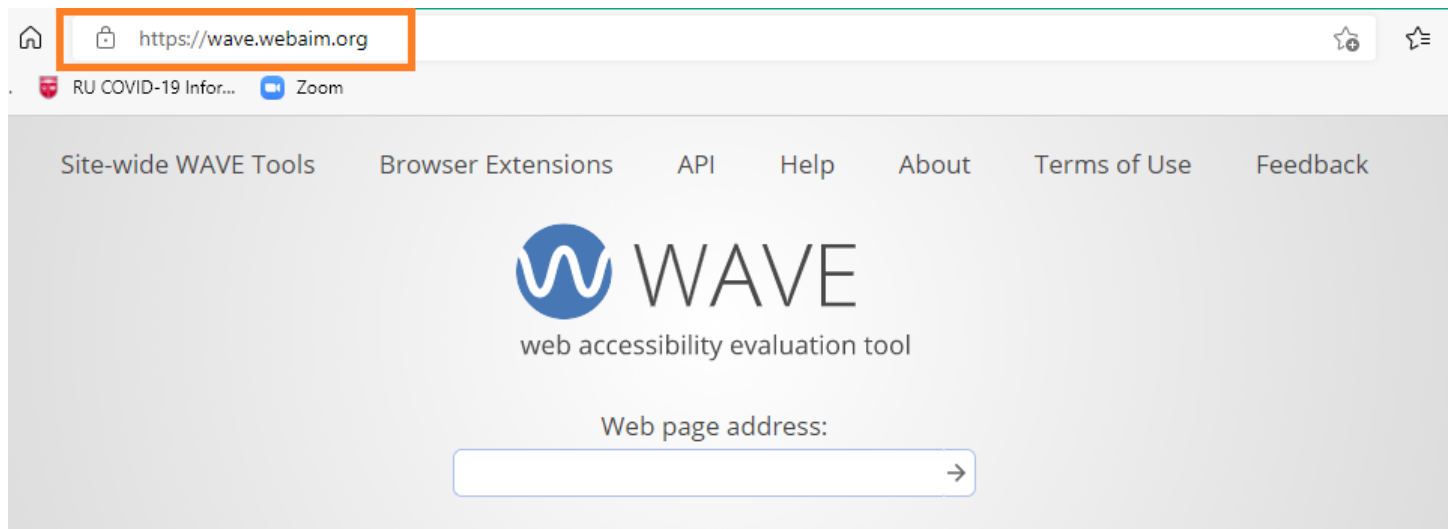 https://wave.webaim.org
RU COVID-19 Infor... Zoom
Site-wide WAVE Tools Browser Extensions API Help About Terms of Use Feedback
WAVE
web accessibility evaluation tool
Web page address: